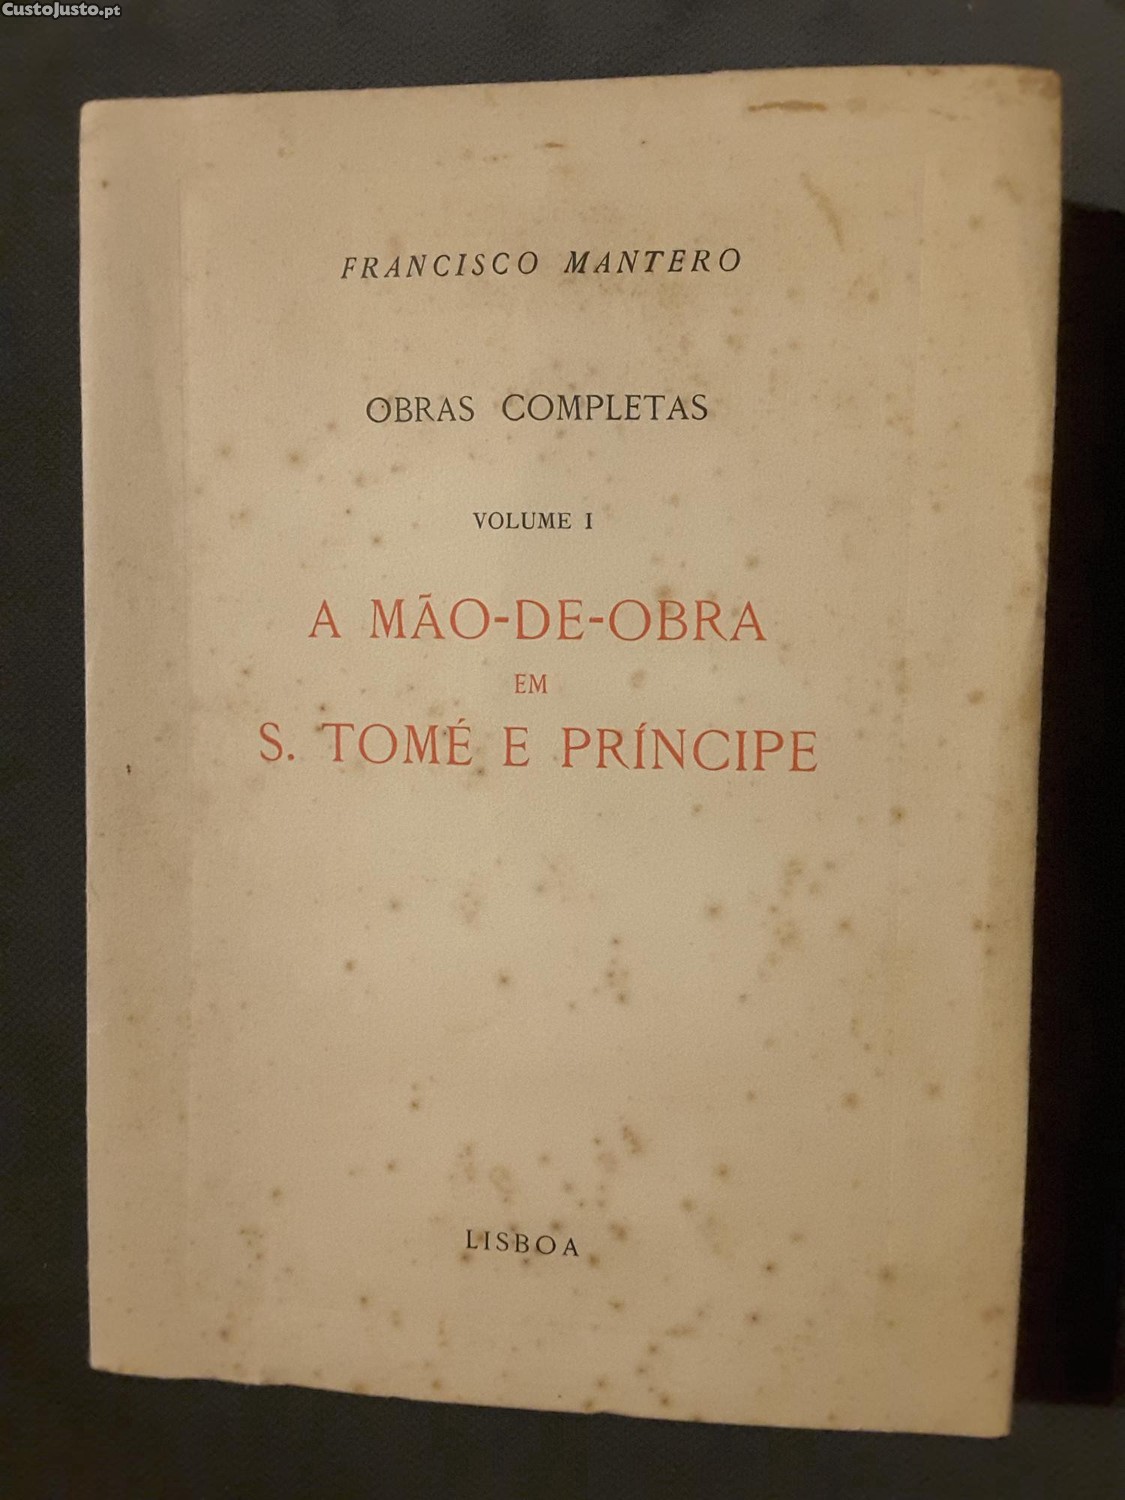 CustoJusto.pt
FRANCISCO MANTERO
OBRAS COMPLETAS
VOLUME I
A MÃO-DE-OBRA
EM
S. TOMÉ E PRÍNCIPE
LISBOA